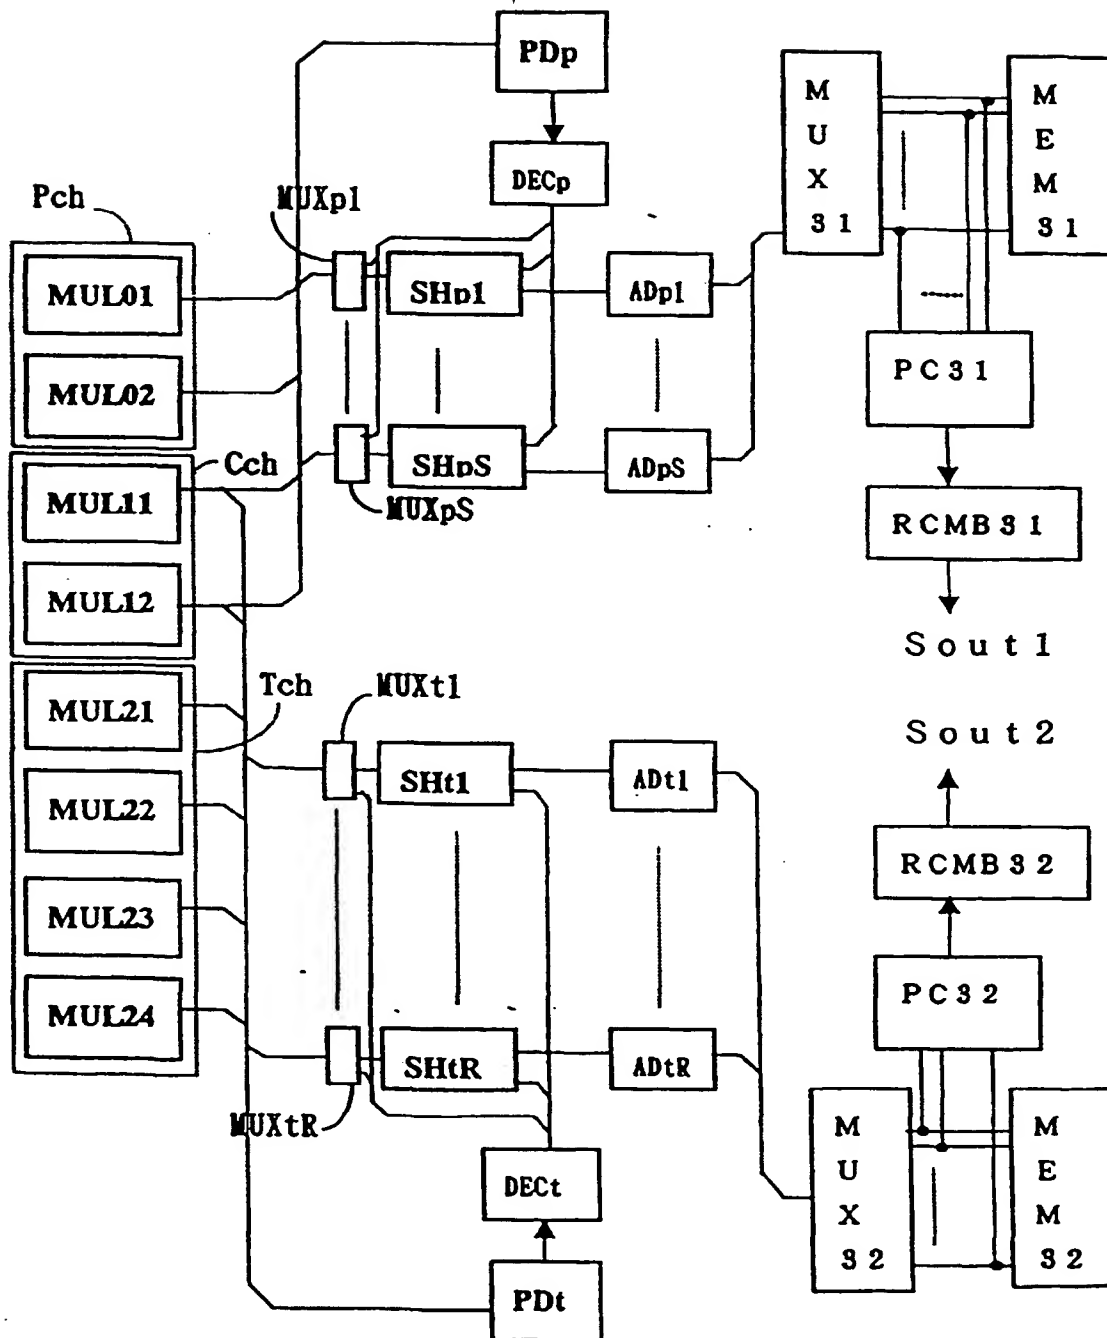 PDp
DECp
Pch
MUXp1
MUL01
MUL02
SHp1
ADp1
MUX31
MEM31
PC31
Cch
MUL11
MUL12
SHpS
ADpS
MUXpS
RCMB31
Sout1
Tch
MUXt1
MUL21
MUL22
MUL23
MUL24
SHt1
ADt1
Sout2
RCMB32
PC32
SHtR
ADtR
MUXtR
MUX32
MEM32
DECt
PDt